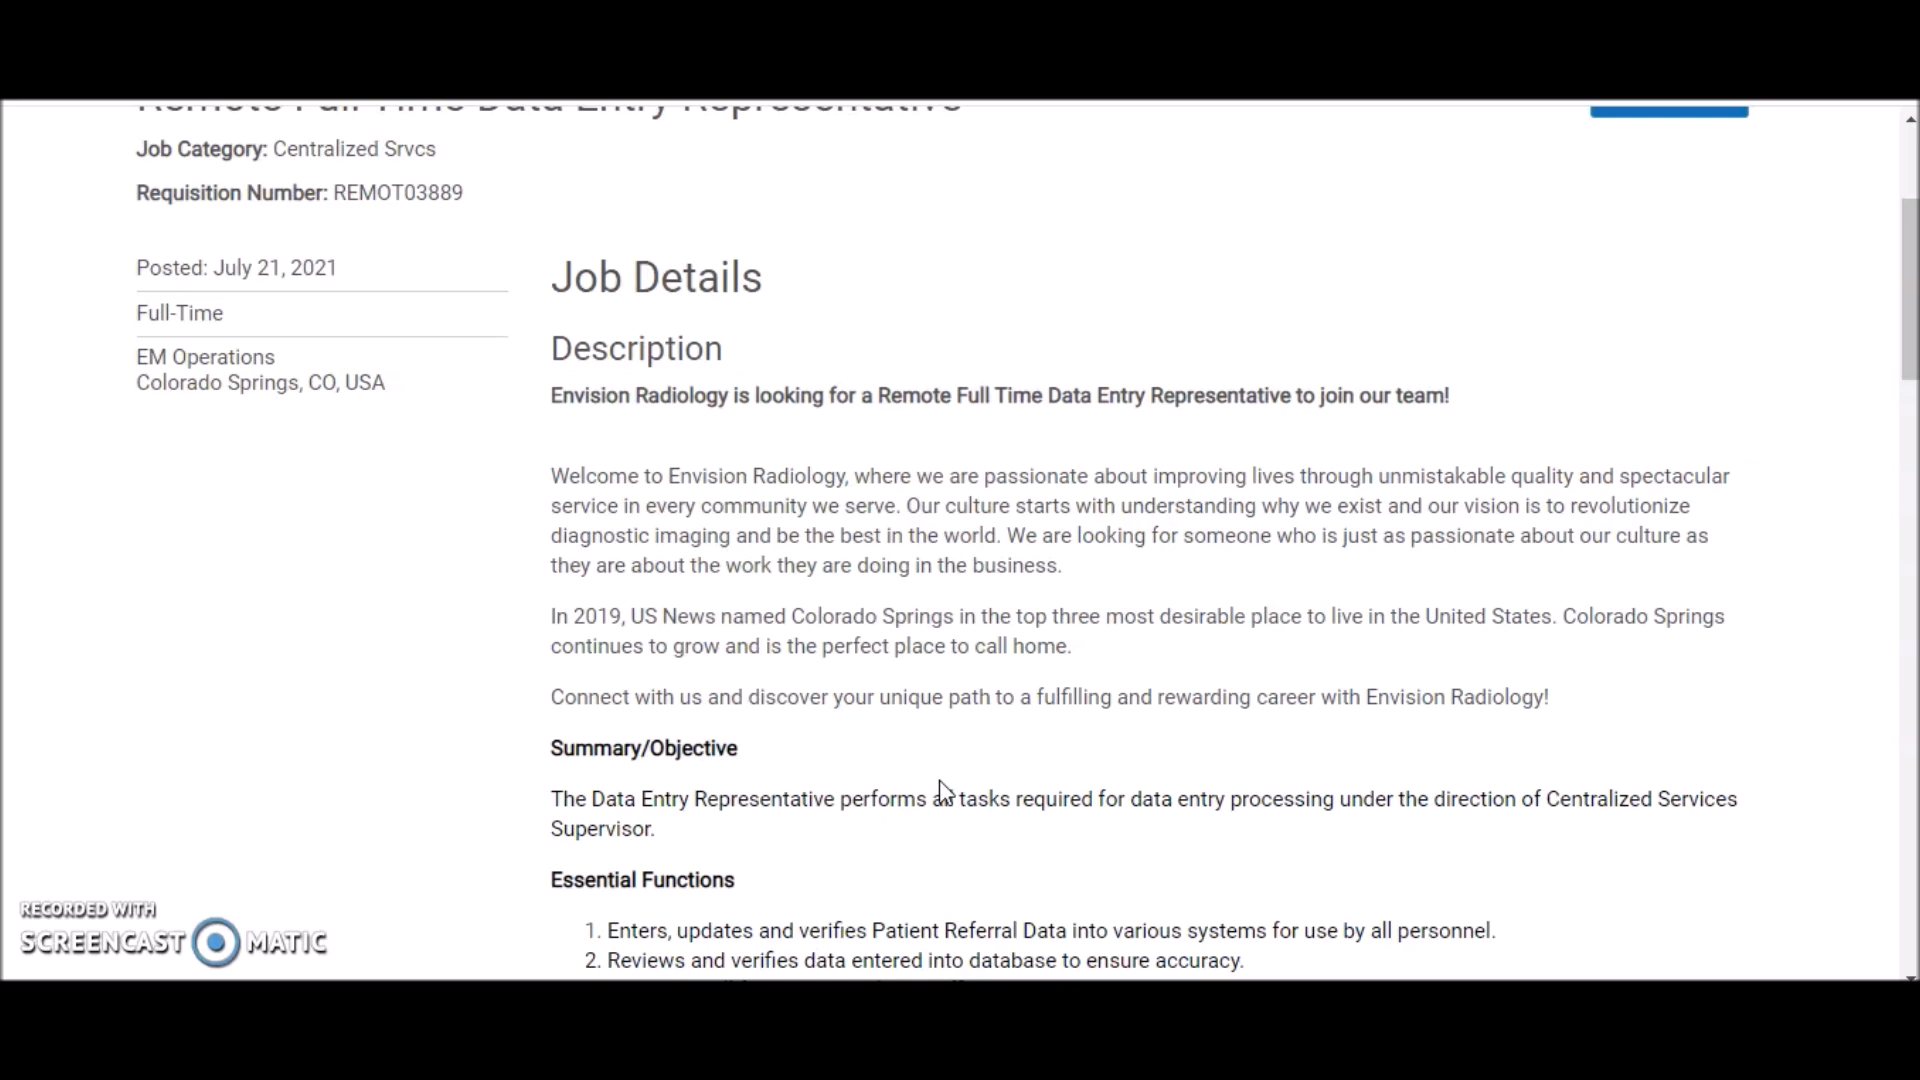 Remote Full Time Data Entry Representative
Job Category: Centralized Srvcs
Requisition Number: REMOT03889
Posted: July 21, 2021
Full-Time
EM Operations
Colorado Springs, CO, USA
Job Details
Description
Envision Radiology is looking for a Remote Full Time Data Entry Representative to join our team!
Welcome to Envision Radiology, where we are passionate about improving lives through unmistakable quality and spectacular
service in every community we serve. Our culture starts with understanding why we exist and our vision is to revolutionize
diagnostic imaging and be the best in the world. We are looking for someone who is just as passionate about our culture as
they are about the work they are doing in the business.
In 2019, US News named Colorado Springs in the top three most desirable place to live in the United States. Colorado Springs
continues to grow and is the perfect place to call home.
Connect with us and discover your unique path to a fulfilling and rewarding career with Envision Radiology!
Summary/Objective
The Data Entry Representative performs tasks required for data entry processing under the direction of Centralized Services
Supervisor.
Essential Functions
1. Enters, updates and verifies Patient Referral Data into various systems for use by all personnel.
2. Reviews and verifies data entered into database to ensure accuracy.
RECORDED WITH
SCREENCAST MATIC